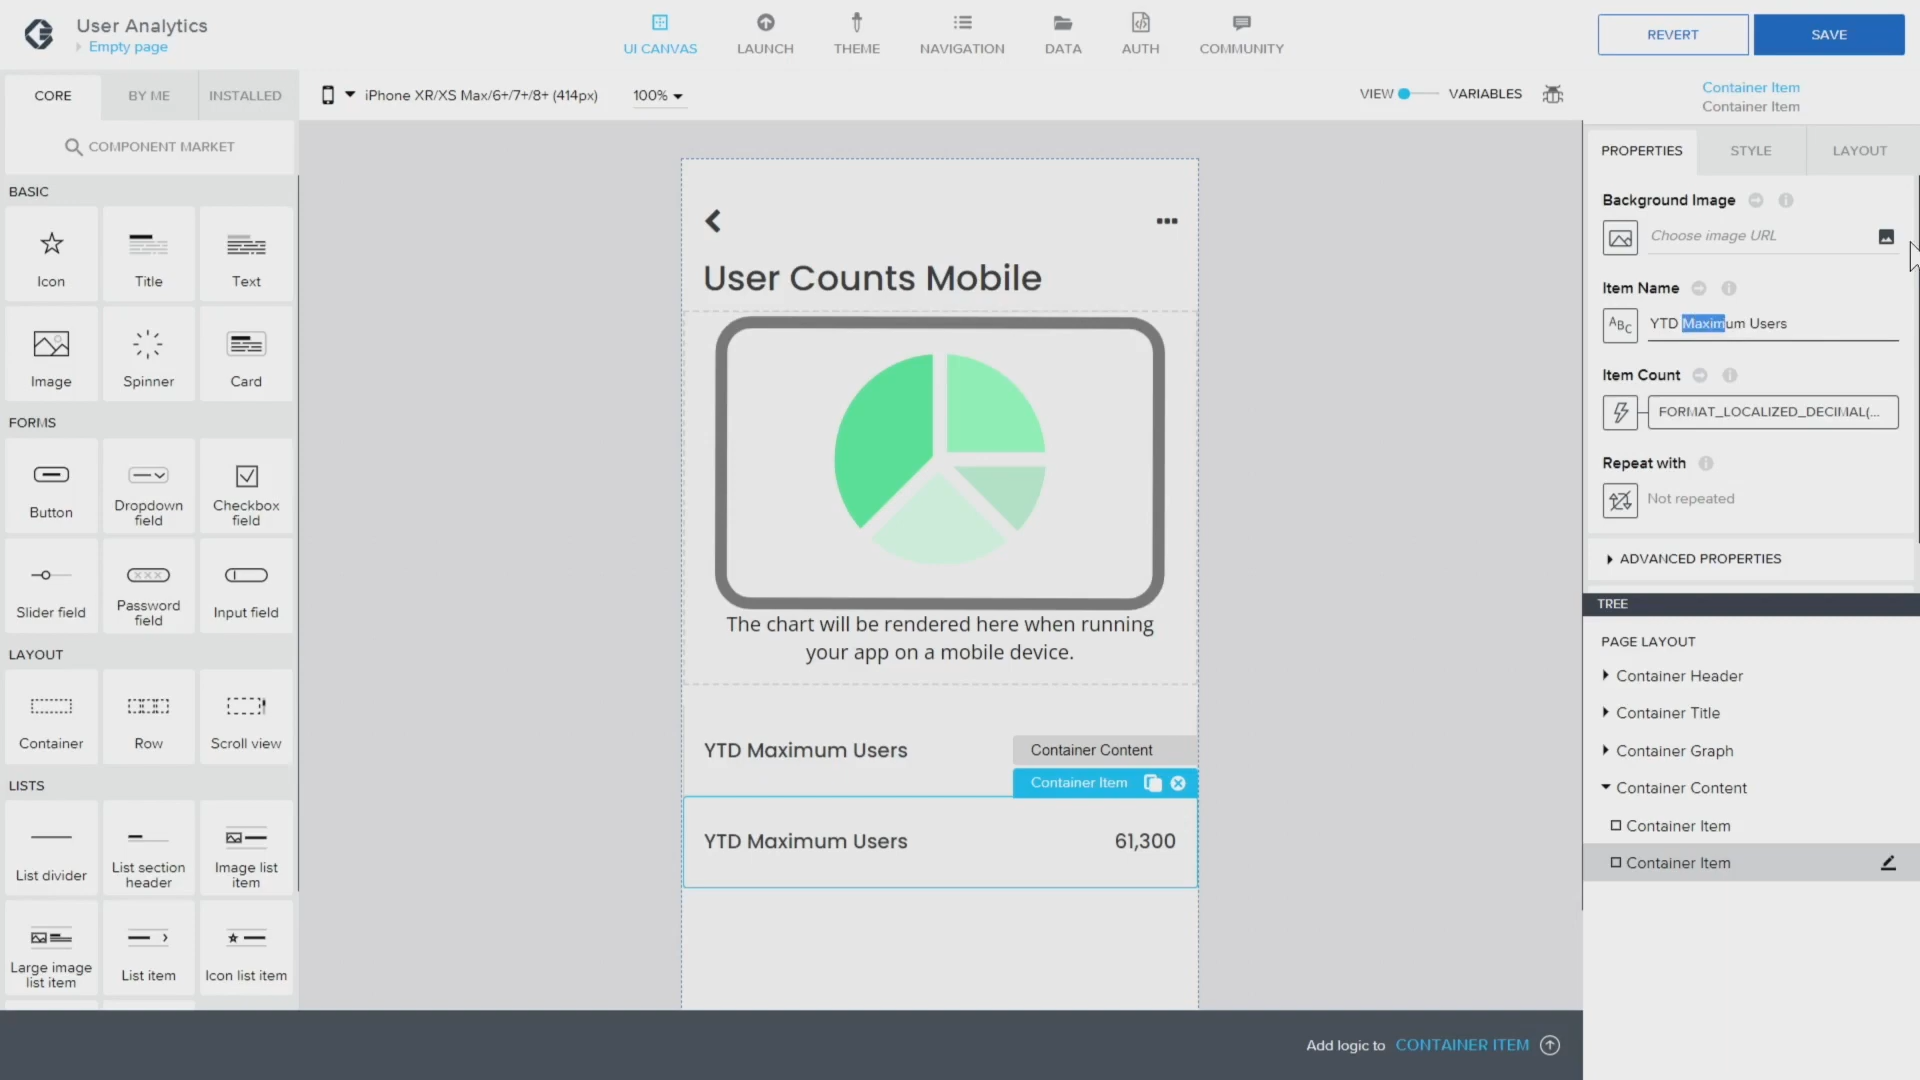 User Analytics
Empty page
UI CANVAS
LAUNCH
THEME
NAVIGATION
DATA
AUTH
COMMUNITY
REVERT
SAVE
CORE
BY ME
INSTALLED
iPhone XR/XS Max/6+/7+/8+ (414px)
100%
VIEW
VARIABLES
Container Item
Container Item
COMPONENT MARKET
BASIC
Icon
Title
Text
Image
Spinner
Card
FORMS
Button
Dropdown
field
Checkbox
field
Slider field
Password
field
Input field
LAYOUT
Container
Row
Scroll view
LISTS
List divider
List section
header
Image list
item
Large image
list item
List item
Icon list item
User Counts Mobile
The chart will be rendered here when running
your app on a mobile device.
YTD Maximum Users
Container Content
Container Item
YTD Maximum Users
61,300
Add logic to CONTAINER ITEM
PROPERTIES
STYLE
LAYOUT
Background Image
Choose image URL
Item Name
ABC
YTD Maximum Users
Item Count
FORMAT_LOCALIZED_DECIMAL(...
Repeat with
Not repeated
ADVANCED PROPERTIES
TREE
PAGE LAYOUT
Container Header
Container Title
Container Graph
Container Content
Container Item
Container Item